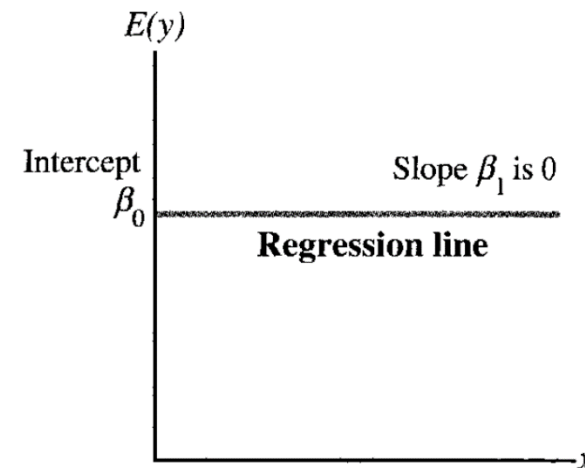 E(y)
Intercept
β₀
Slope β₁ is 0
Regression line